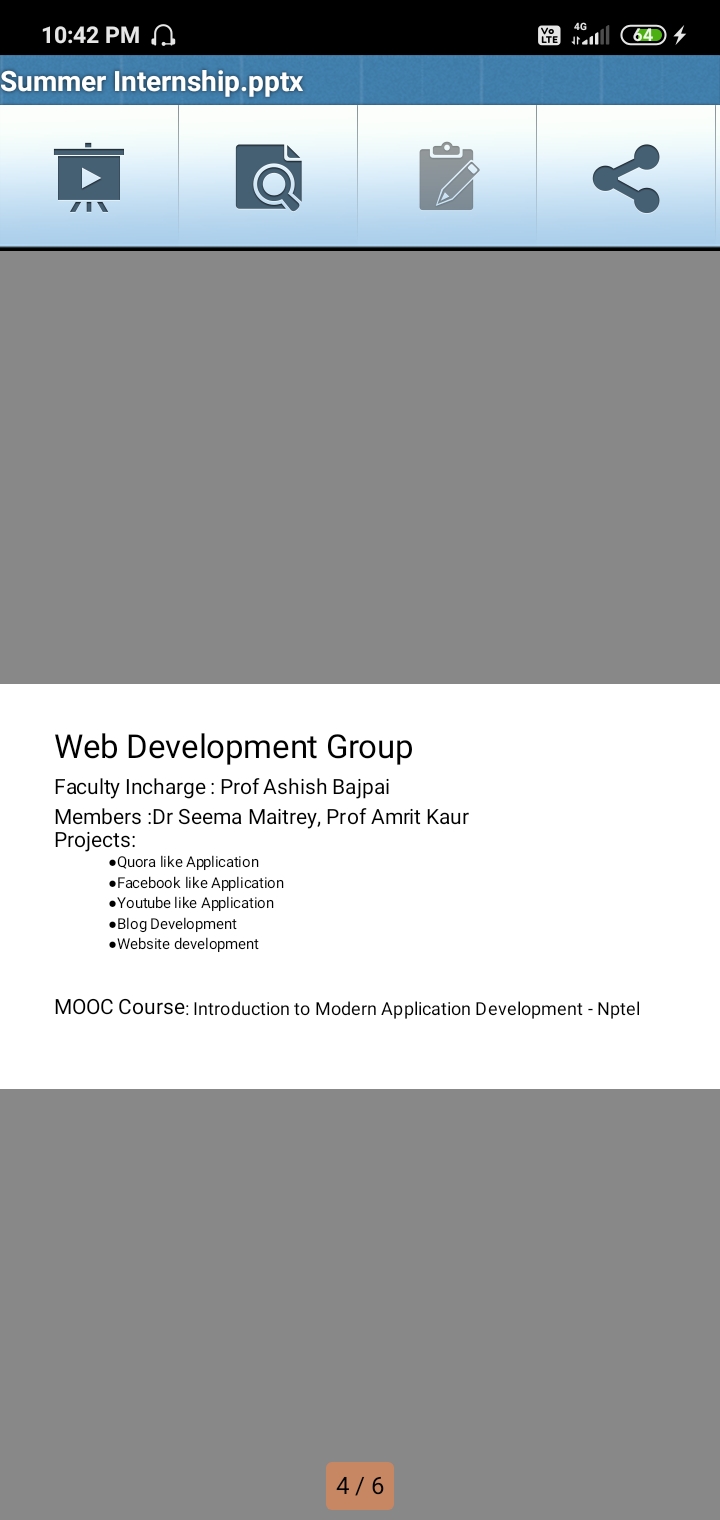 10:42 PM
Vo LTE 4G 64
Summer Internship.pptx
Web Development Group
Faculty Incharge : Prof Ashish Bajpai
Members :Dr Seema Maitrey, Prof Amrit Kaur
Projects:
●Quora like Application
●Facebook like Application
●Youtube like Application
●Blog Development
●Website development
MOOC Course: Introduction to Modern Application Development - Nptel
4 / 6